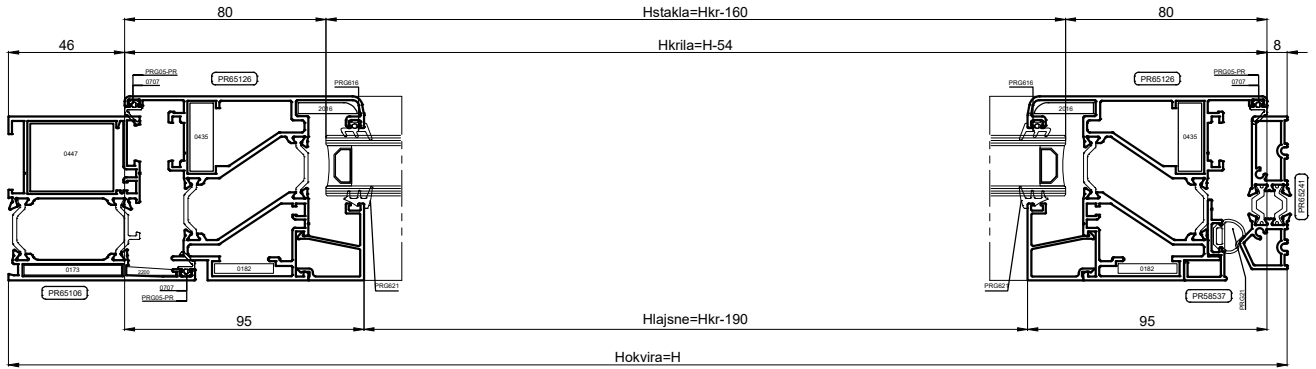 80
Hstakla=Hkr-160
80
46
Hkrila=H-54
8
PRG05-PR
0707
PR65126
PRG616
PRG616
PR65126
PRG05-PR
0707
2016
2016
0435
0435
0447
PR65241
0173
2200
0182
0182
PR65106
0707
PRG05-PR
PRG621
PRG621
PR58537
PRG21
95
Hlajsne=Hkr-190
95
Hokvira=H